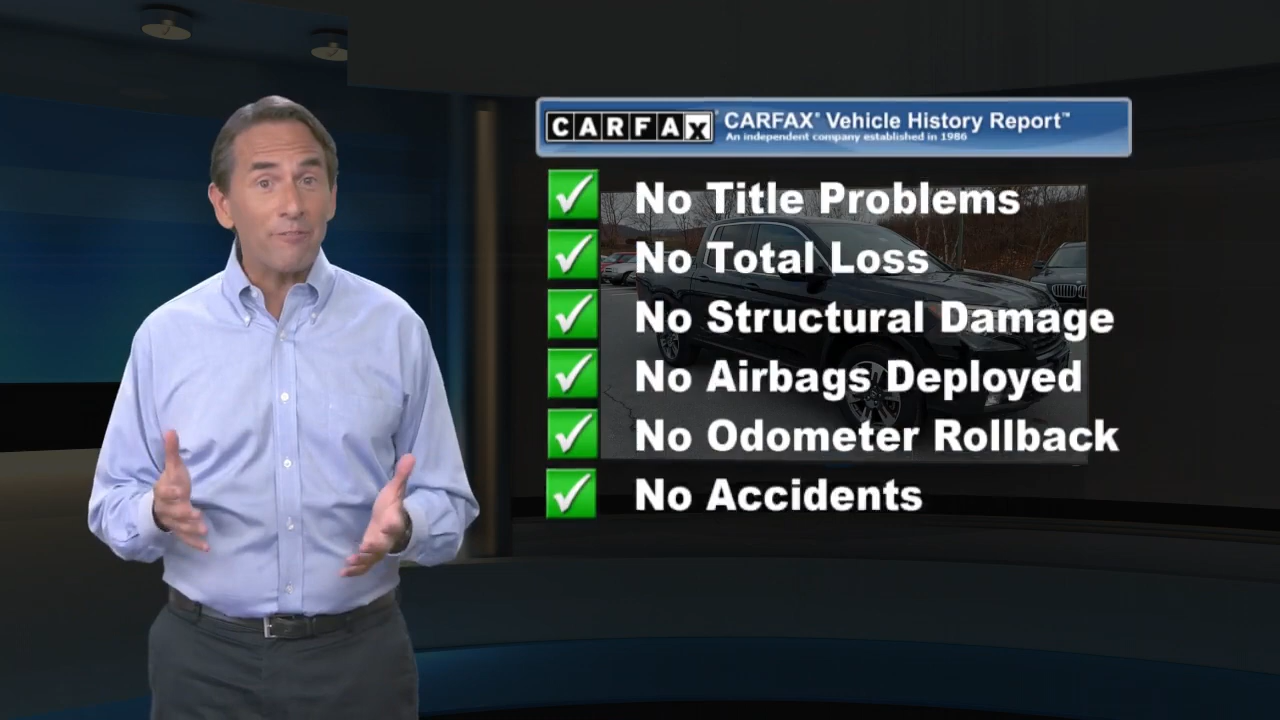 CARFAX CARFAX® Vehicle History Report™
An independent company established in 1986
No Title Problems
No Total Loss
No Structural Damage
No Airbags Deployed
No Odometer Rollback
No Accidents